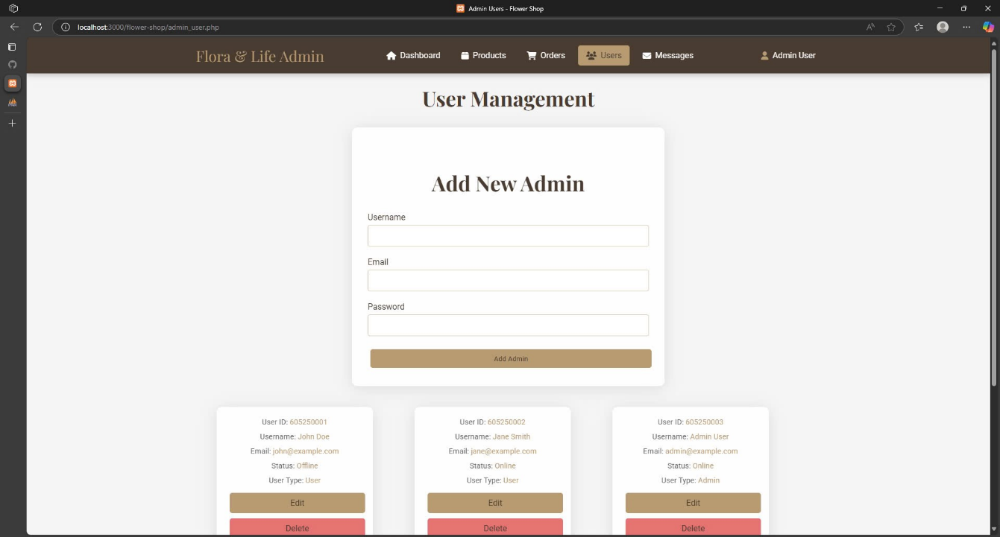 Admin Users - Flower Shop
localhost:3000/flower-shop/admin_user.php
Flora & Life Admin
Dashboard
Products
Orders
Users
Messages
Admin User
User Management
Add New Admin
Username
Email
Password
Add Admin
User ID: 605250001
Username: John Doe
Email: john@example.com
Status: Offline
User Type: User
Edit
Delete
User ID: 605250002
Username: Jane Smith
Email: jane@example.com
Status: Online
User Type: User
Edit
Delete
User ID: 605250003
Username: Admin User
Email: admin@example.com
Status: Online
User Type: Admin
Edit
Delete